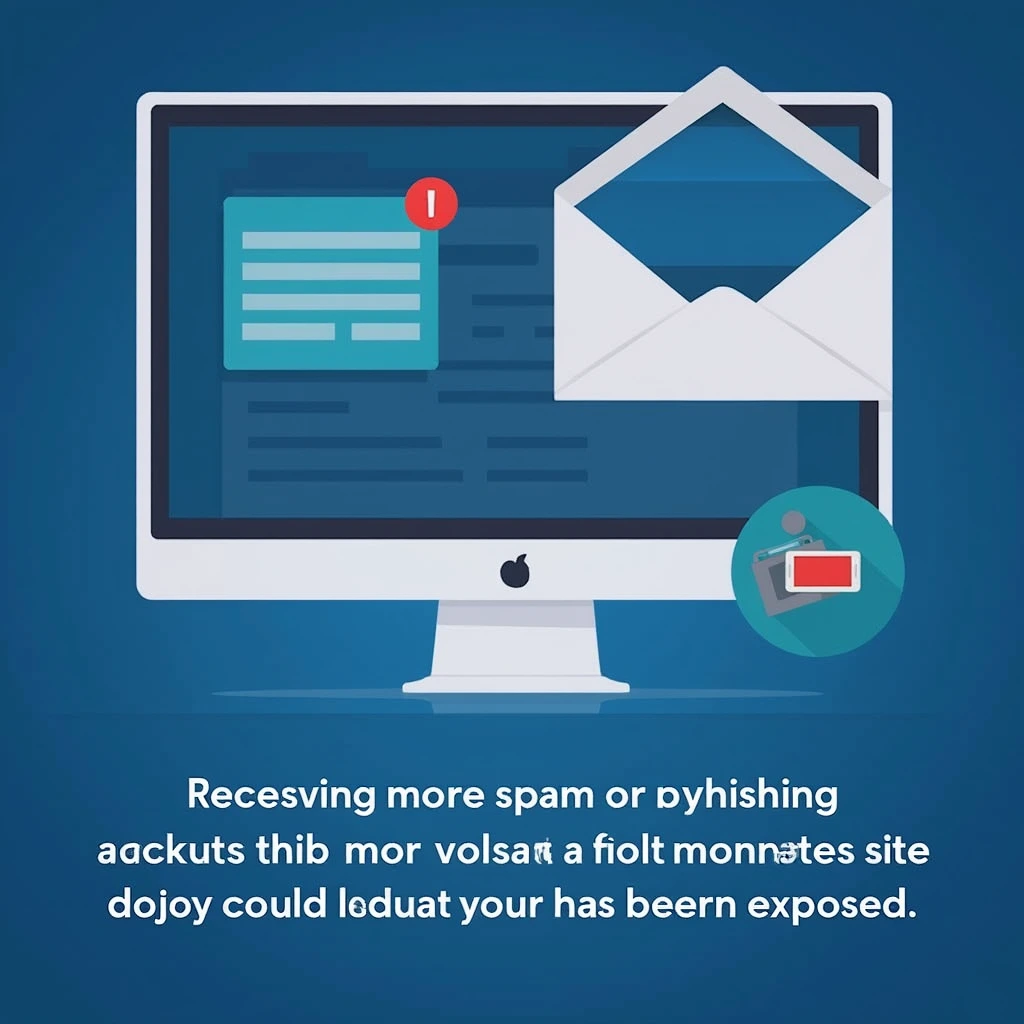 Recesving more spam or pyhishing
aackuts thib mor a fiolt site
dojoy could your has beern exposed.